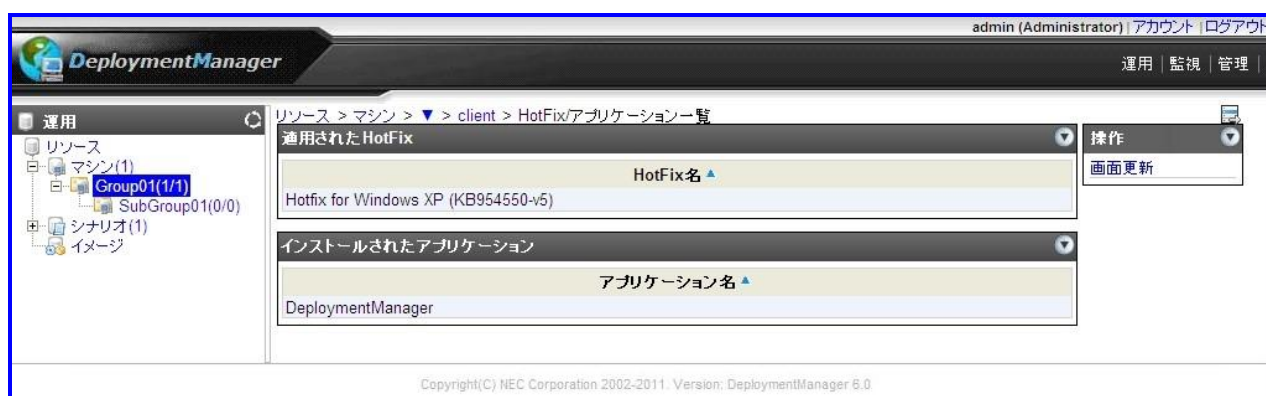 admin (Administrator) | アカウント | ログアウト
DeploymentManager
運用 | 監視 | 管理 |
運用
リソース
マシン(1)
Group01(1/1)
SubGroup01(0/0)
シナリオ(1)
イメージ
リソース > マシン > ▼ > client > HotFix/アプリケーション一覧
適用されたHotFix
HotFix名 ▲
Hotfix for Windows XP (KB954550-v5)
インストールされたアプリケーション
アプリケーション名 ▲
DeploymentManager
操作
画面更新
Copyright(C) NEC Corporation 2002-2011. Version: DeploymentManager 6.0